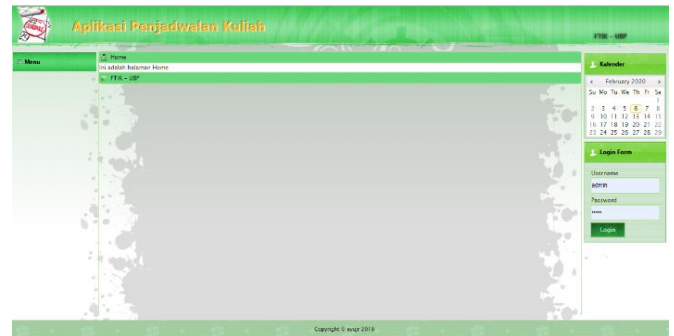 Aplikasi Penjadwalan Kuliah
FTIK - UBP
Menu
Home
Ini adalah halaman Home
FTIK - UBP
Kalender
February 2020
Su Mo Tu We Th Fr Sa
1
2 3 4 5 6 7 8
9 10 11 12 13 14 15
16 17 18 19 20 21 22
23 24 25 26 27 28 29
Login Form
Username
admin
Password
•••••
Login